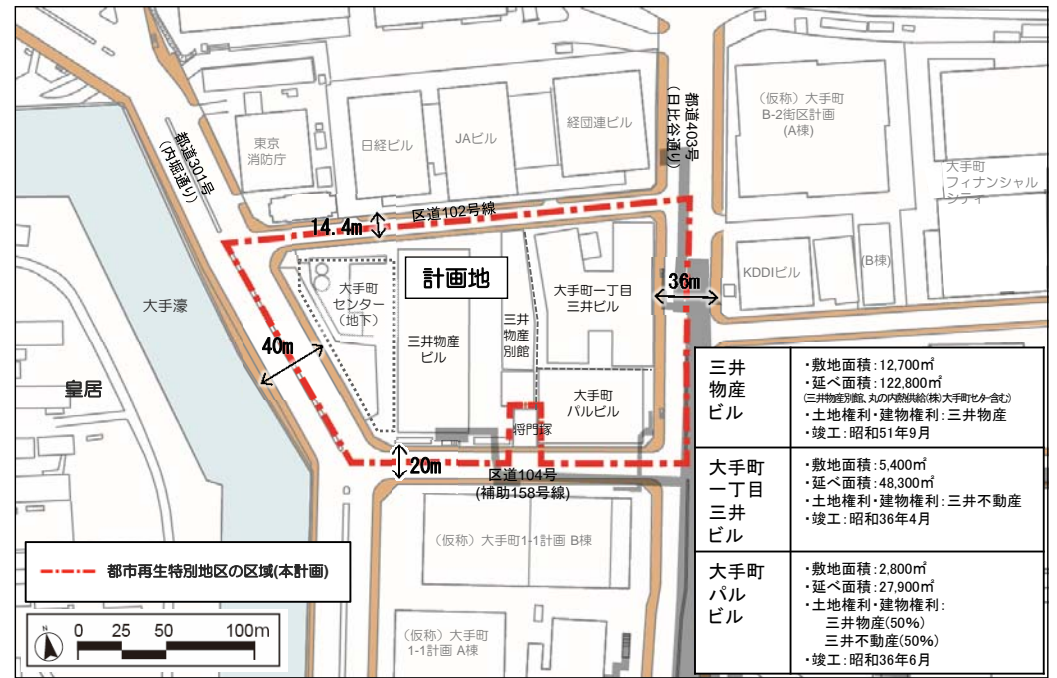 東京
消防庁
日経ビル
JAビル
経団連ビル
都道403号
(日比谷通り)
（仮称）大手町
B-2街区計画
(A棟)
大手町
フィナンシャル
シティ
都道301号
(内堀通り)
区道102号線
14.4m
計画地
大手町
センター
（地下）
三井物産
ビル
三井
物産
別館
大手町一丁目
三井ビル
36m
KDDIビル
(B棟)
大手濠
皇居
40m
大手町
パルビル
将門塚
20m
区道104号
(補助158号線)
（仮称）大手町1-1計画 B棟
（仮称）大手町
1-1計画 A棟
都市再生特別地区の区域(本計画)
N
0 25 50 100m
三井
物産
ビル
・敷地面積：12,700㎡
・延べ面積：122,800㎡
(三井物産別館、丸の内熱供給(株)大手町センター含む)
・土地権利・建物権利：三井物産
・竣工：昭和51年9月
大手町
一丁目
三井
ビル
・敷地面積：5,400㎡
・延べ面積：48,300㎡
・土地権利・建物権利：三井不動産
・竣工：昭和36年4月
大手町
パル
ビル
・敷地面積：2,800㎡
・延べ面積：27,900㎡
・土地権利・建物権利：
三井物産(50%)
三井不動産(50%)
・竣工：昭和36年6月